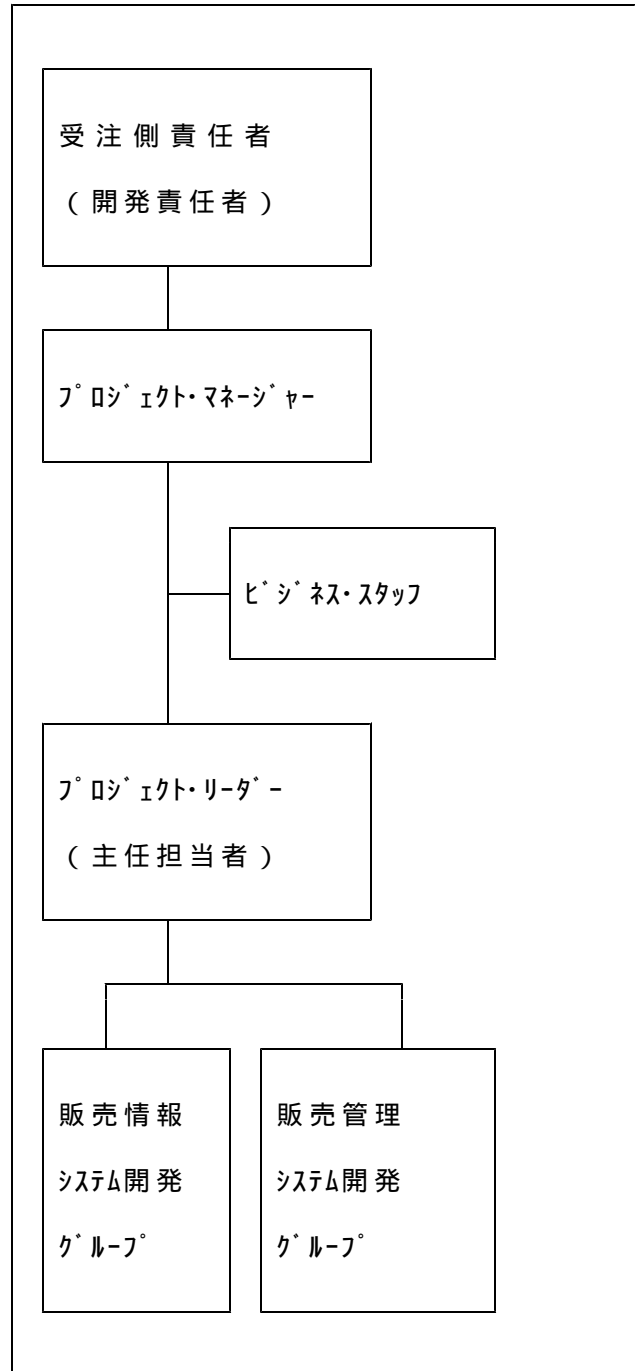 受注側責任者
（開発責任者）
ﾌﾟﾛｼﾞｪｸﾄ・ﾏﾈｰｼﾞｬｰ
ﾋﾞｼﾞﾈｽ・ｽﾀｯﾌ
ﾌﾟﾛｼﾞｪｸﾄ・ﾘｰﾀﾞｰ
（主任担当者）
販売情報
ｼｽﾃﾑ開発
ｸﾞﾙｰﾌﾟ
販売管理
ｼｽﾃﾑ開発
ｸﾞﾙｰﾌﾟ